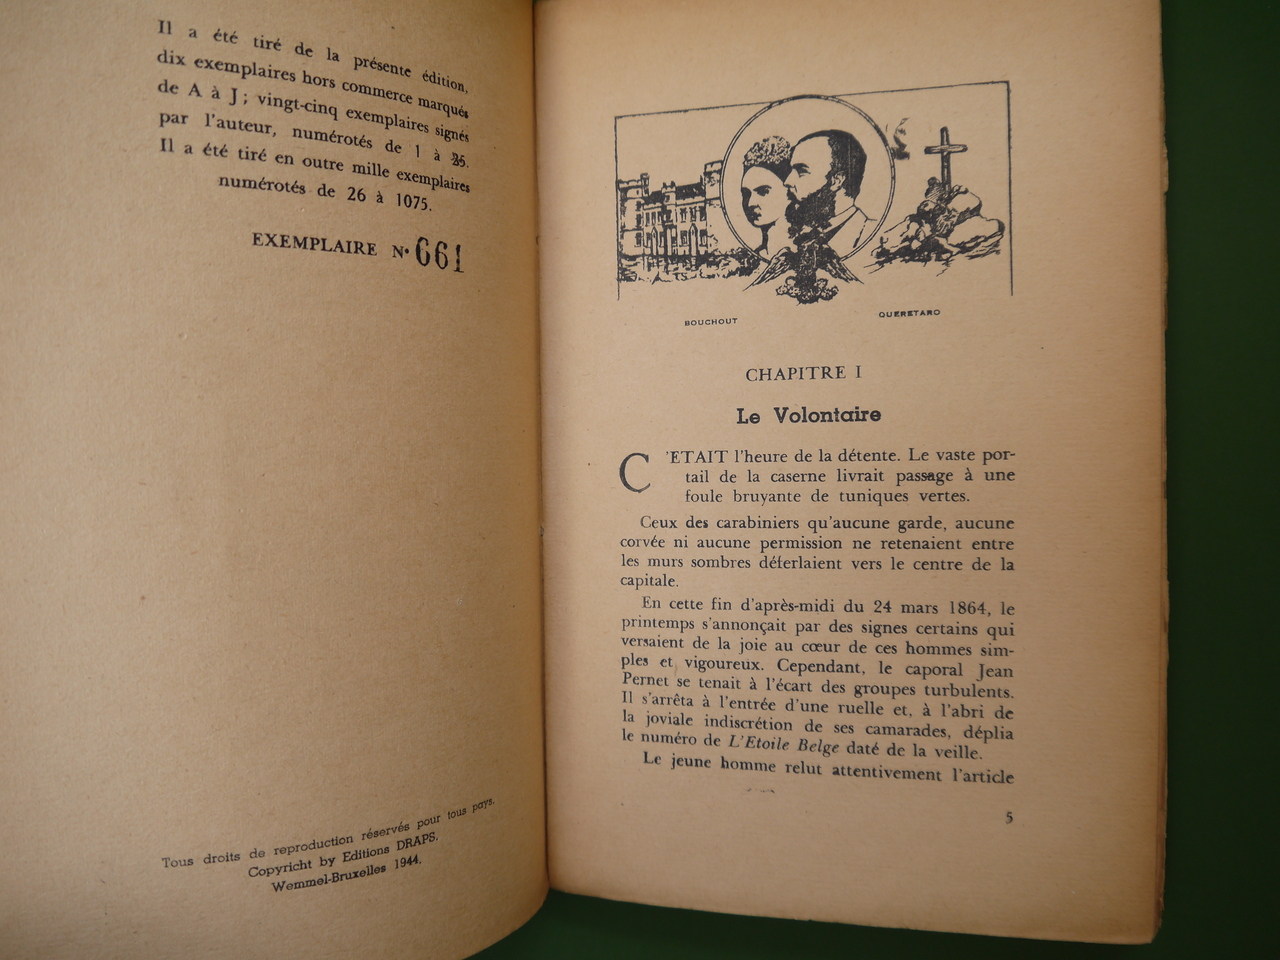 Il a été tiré de la présente édition,
dix exemplaires hors commerce marqués
de A à J ; vingt-cinq exemplaires signés
par l'auteur, numérotés de 1 à 25.
Il a été tiré en outre mille exemplaires
numérotés de 26 à 1075.
EXEMPLAIRE N° 661
Tous droits de reproduction réservés pour tous pays.
Copyright by Editions DRAPS.
Wemmel-Bruxelles 1944.
BOUCHOUT
QUERETARO
CHAPITRE I
Le Volontaire
C'ETAIT l'heure de la détente. Le vaste por-
tail de la caserne livrait passage à une
foule bruyante de tuniques vertes.
Ceux des carabiniers qu'aucune garde, aucune
corvée ni aucune permission ne retenaient entre
les murs sombres déferlaient vers le centre de la
capitale.
En cette fin d'après-midi du 24 mars 1864, le
printemps s'annonçait par des signes certains qui
versaient de la joie au cœur de ces hommes sim-
ples et vigoureux. Cependant, le caporal Jean
Pernet se tenait à l'écart des groupes turbulents.
Il s'arrêta à l'entrée d'une ruelle et, à l'abri de
la joviale indiscrétion de ses camarades, déplia
le numéro de L'Etoile Belge daté de la veille.
Le jeune homme relut attentivement l'article
5